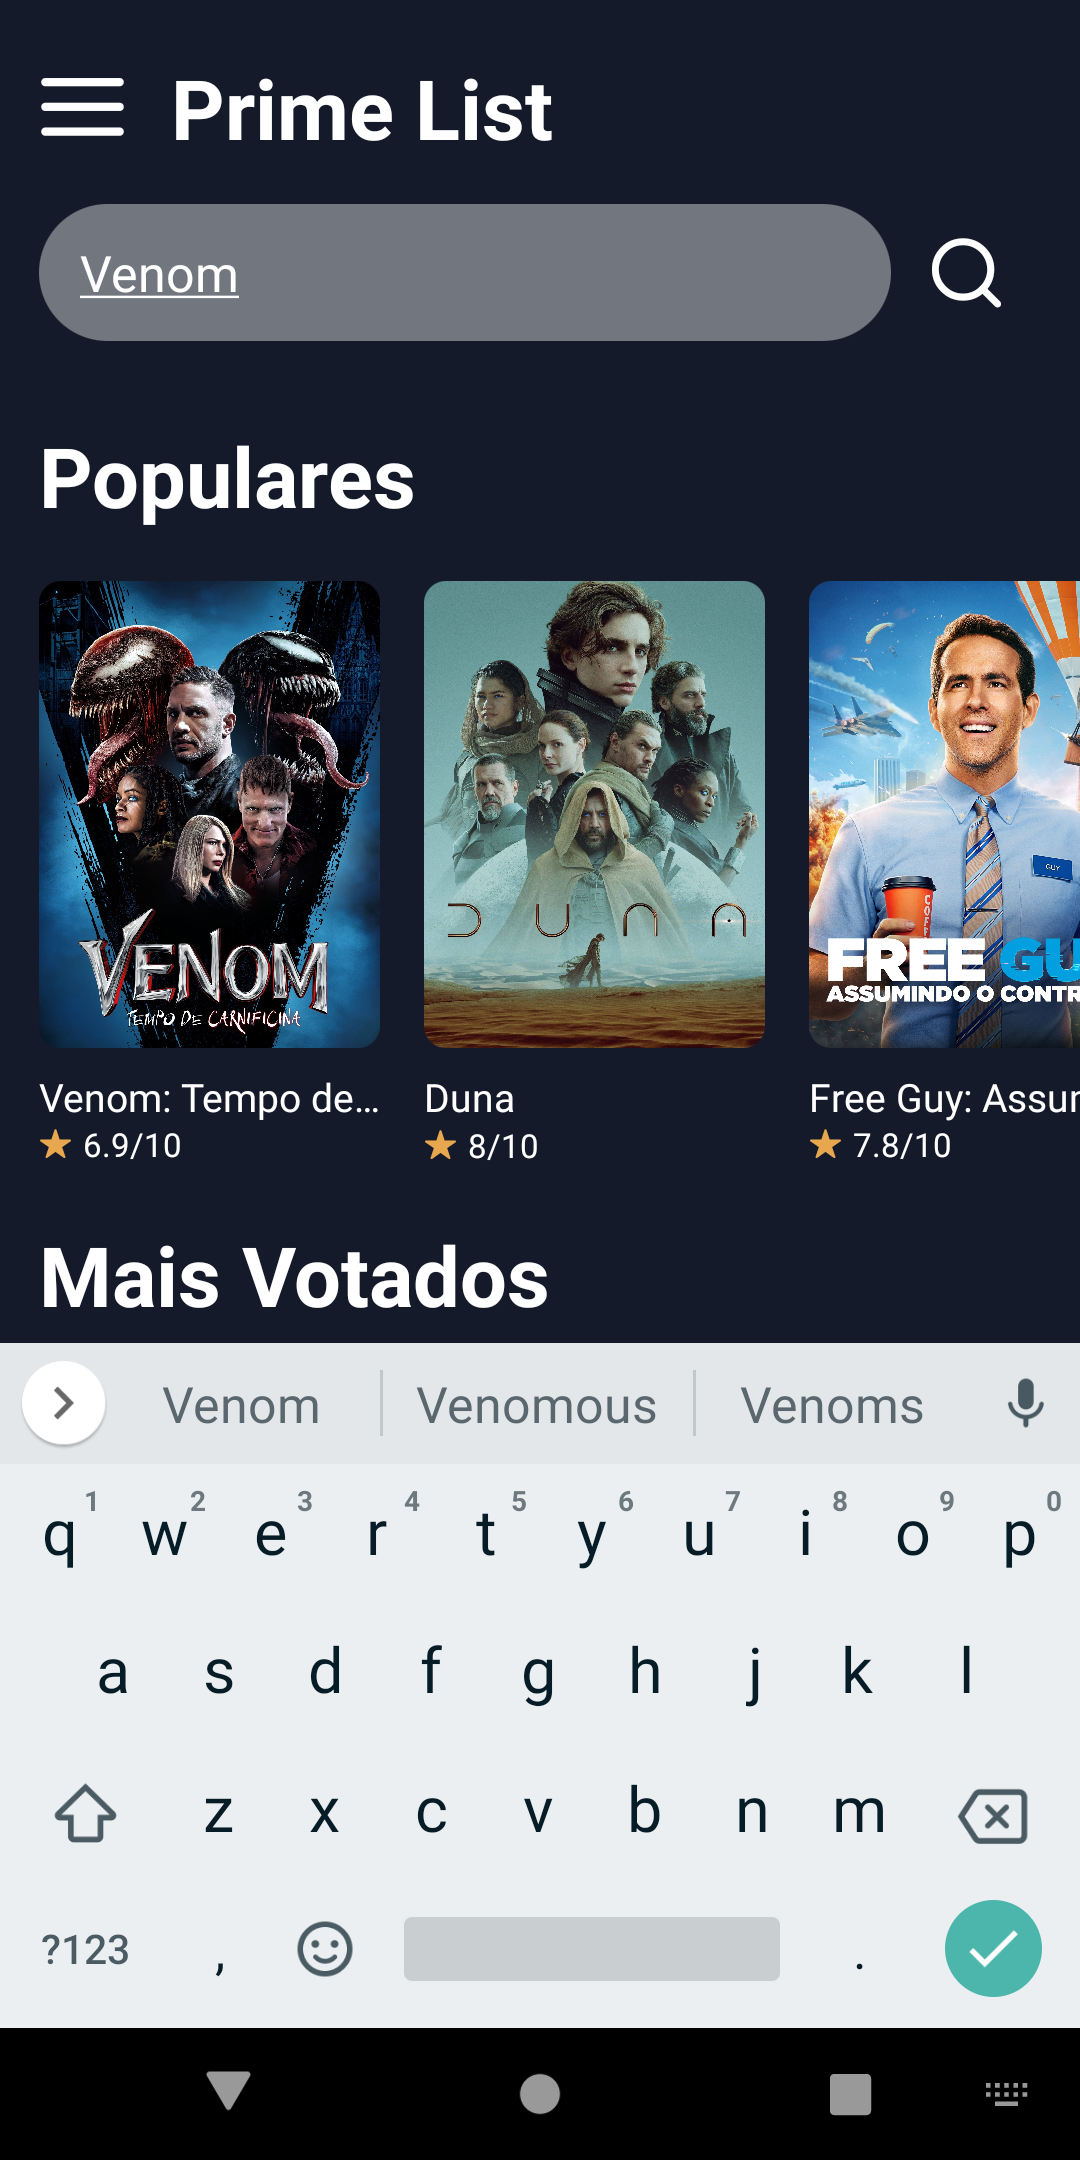 Prime List
Venom
Populares
VENOM
TEMPO DE CARNIFICINA
DUNA
GUY
COFF
FREE GU
ASSUMINDO O CONTR
Venom: Tempo de...
Duna
Free Guy: Assur
6.9/10
8/10
7.8/10
Mais Votados
Venom Venomous Venoms
1 2 3 4 5 6 7 8 9 0
q w e r t y u i o p
a s d f g h j k l
z x c v b n m
?123 , .